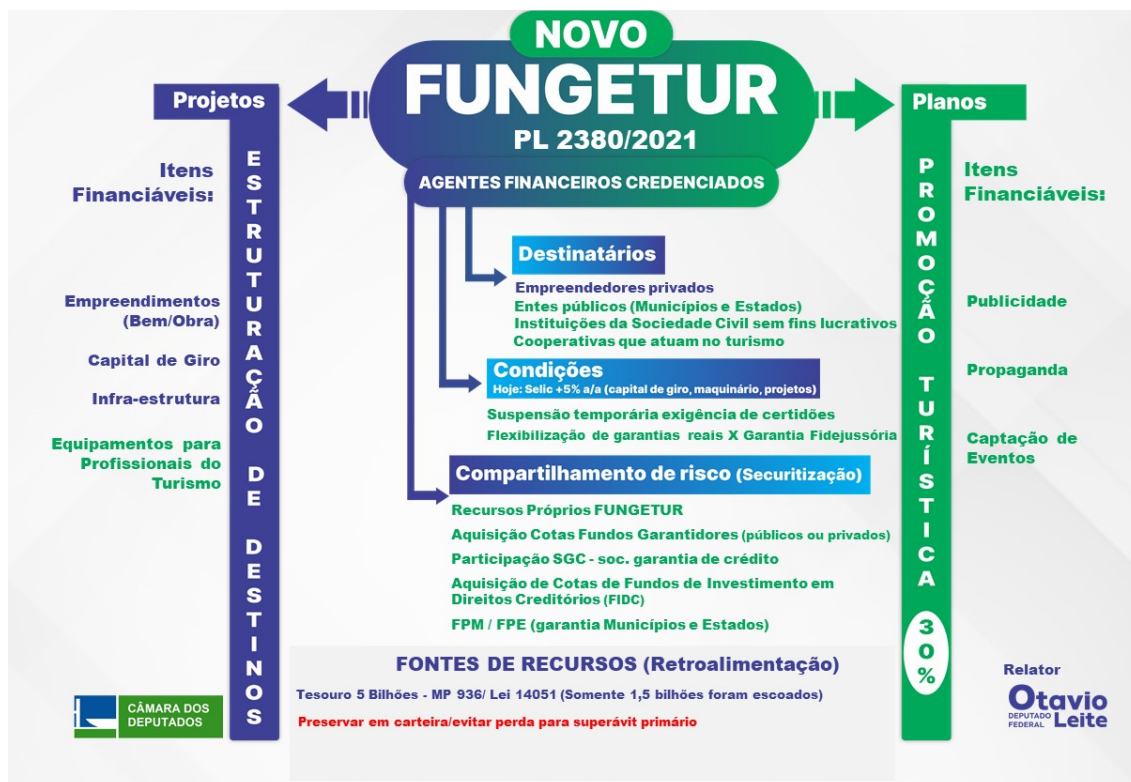 NOVO
FUNGETUR
PL 2380/2021
AGENTES FINANCEIROS CREDENCIADOS
Projetos
ESTRUTURAÇÃO DE DESTINOS
Itens
Financiáveis:
Empreendimentos
(Bem/Obra)
Capital de Giro
Infra-estrutura
Equipamentos para
Profissionais do
Turismo
Destinatários
Empreendedores privados
Entes públicos (Municípios e Estados)
Instituições da Sociedade Civil sem fins lucrativos
Cooperativas que atuam no turismo
Condições
Hoje: Selic +5% a/a (capital de giro, maquinário, projetos)
Suspensão temporária exigência de certidões
Flexibilização de garantias reais X Garantia Fidejussória
Compartilhamento de risco (Securitização)
Recursos Próprios FUNGETUR
Aquisição Cotas Fundos Garantidores (públicos ou privados)
Participação SGC - soc. garantia de crédito
Aquisição de Cotas de Fundos de Investimento em
Direitos Creditórios (FIDC)
FPM / FPE (garantia Municípios e Estados)
Planos
PROMOÇÃO TURÍSTICA 30%
Itens
Financiáveis:
Publicidade
Propaganda
Captação de
Eventos
FONTES DE RECURSOS (Retroalimentação)
Tesouro 5 Bilhões - MP 936/ Lei 14051 (Somente 1,5 bilhões foram escoados)
Preservar em carteira/evitar perda para superávit primário
CÂMARA DOS
DEPUTADOS
Relator
Otavio
DEPUTADO
FEDERAL Leite